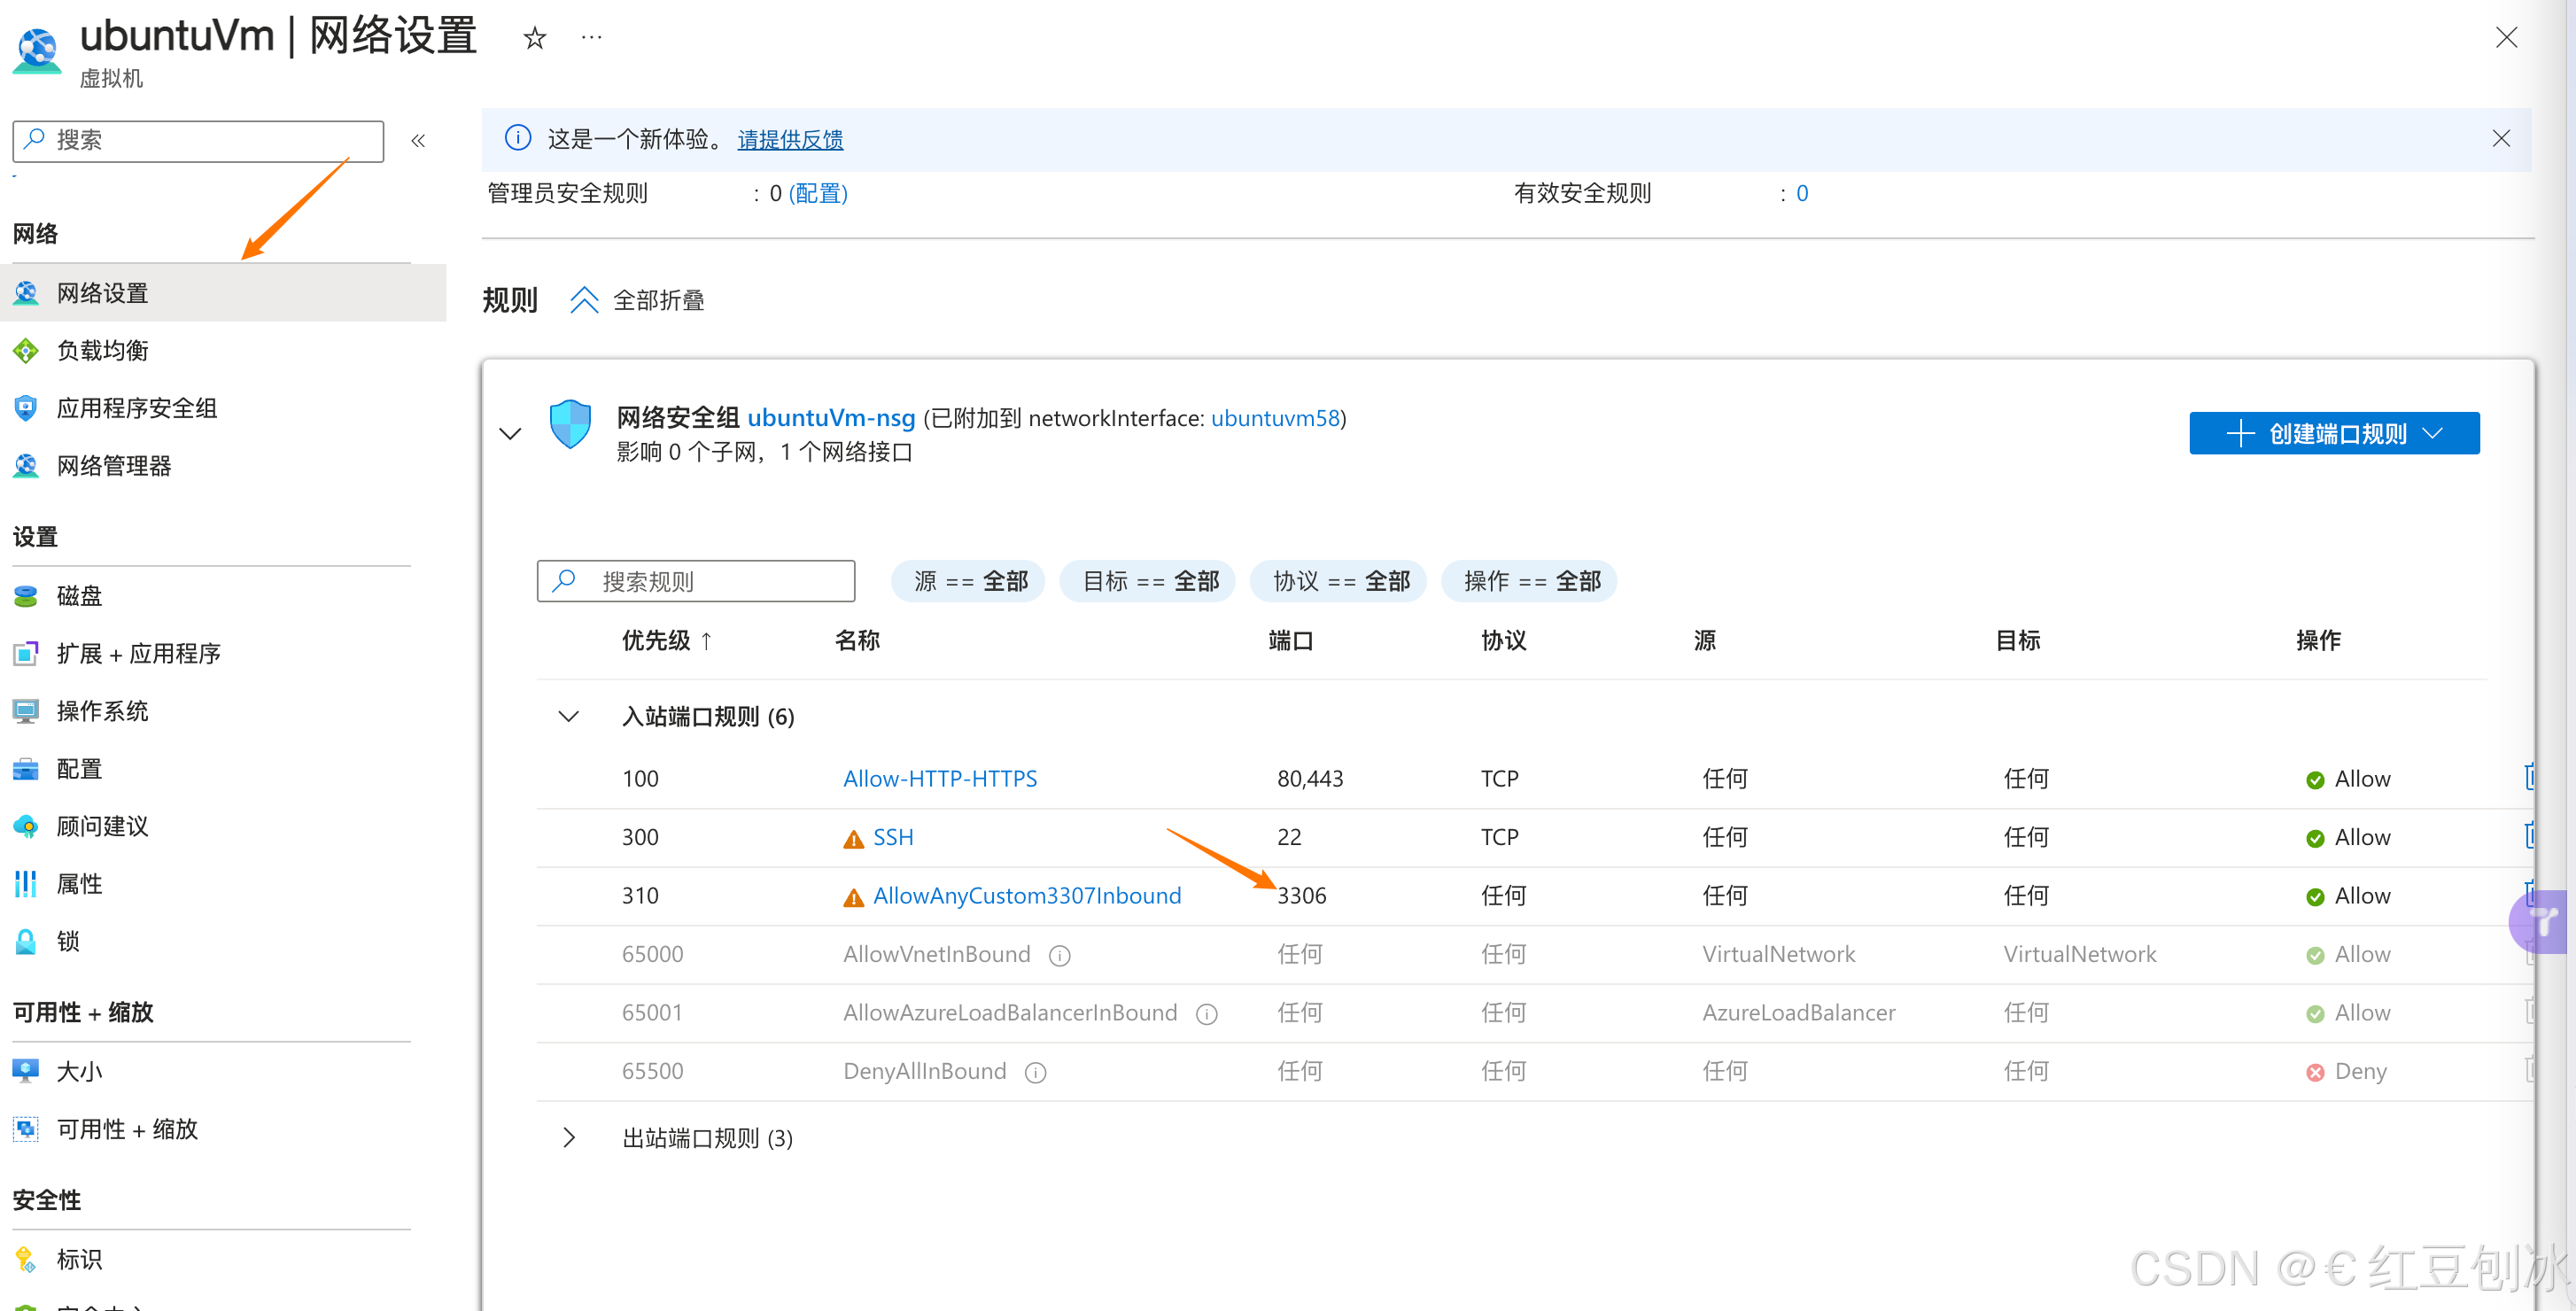 ubuntuVm | 网络设置
虚拟机
搜索
网络
网络设置
负载均衡
应用程序安全组
网络管理器
设置
磁盘
扩展 + 应用程序
操作系统
配置
顾问建议
属性
锁
可用性 + 缩放
大小
可用性 + 缩放
安全性
标识
这是一个新体验。 请提供反馈
管理员安全规则 : 0 (配置) 有效安全规则 : 0
规则 全部折叠
网络安全组 ubuntuVm-nsg (已附加到 networkInterface: ubuntuvm58)
影响 0 个子网，1 个网络接口
创建端口规则
搜索规则 源 == 全部 目标 == 全部 协议 == 全部 操作 == 全部
优先级 ↑ 名称 端口 协议 源 目标 操作
入站端口规则 (6)
100 Allow-HTTP-HTTPS 80,443 TCP 任何 任何 Allow
300 SSH 22 TCP 任何 任何 Allow
310 AllowAnyCustom3307Inbound 3306 任何 任何 任何 Allow
65000 AllowVnetInBound 任何 任何 VirtualNetwork VirtualNetwork Allow
65001 AllowAzureLoadBalancerInBound 任何 任何 AzureLoadBalancer 任何 Allow
65500 DenyAllInBound 任何 任何 任何 任何 Deny
出站端口规则 (3)
CSDN @€红豆刨冰